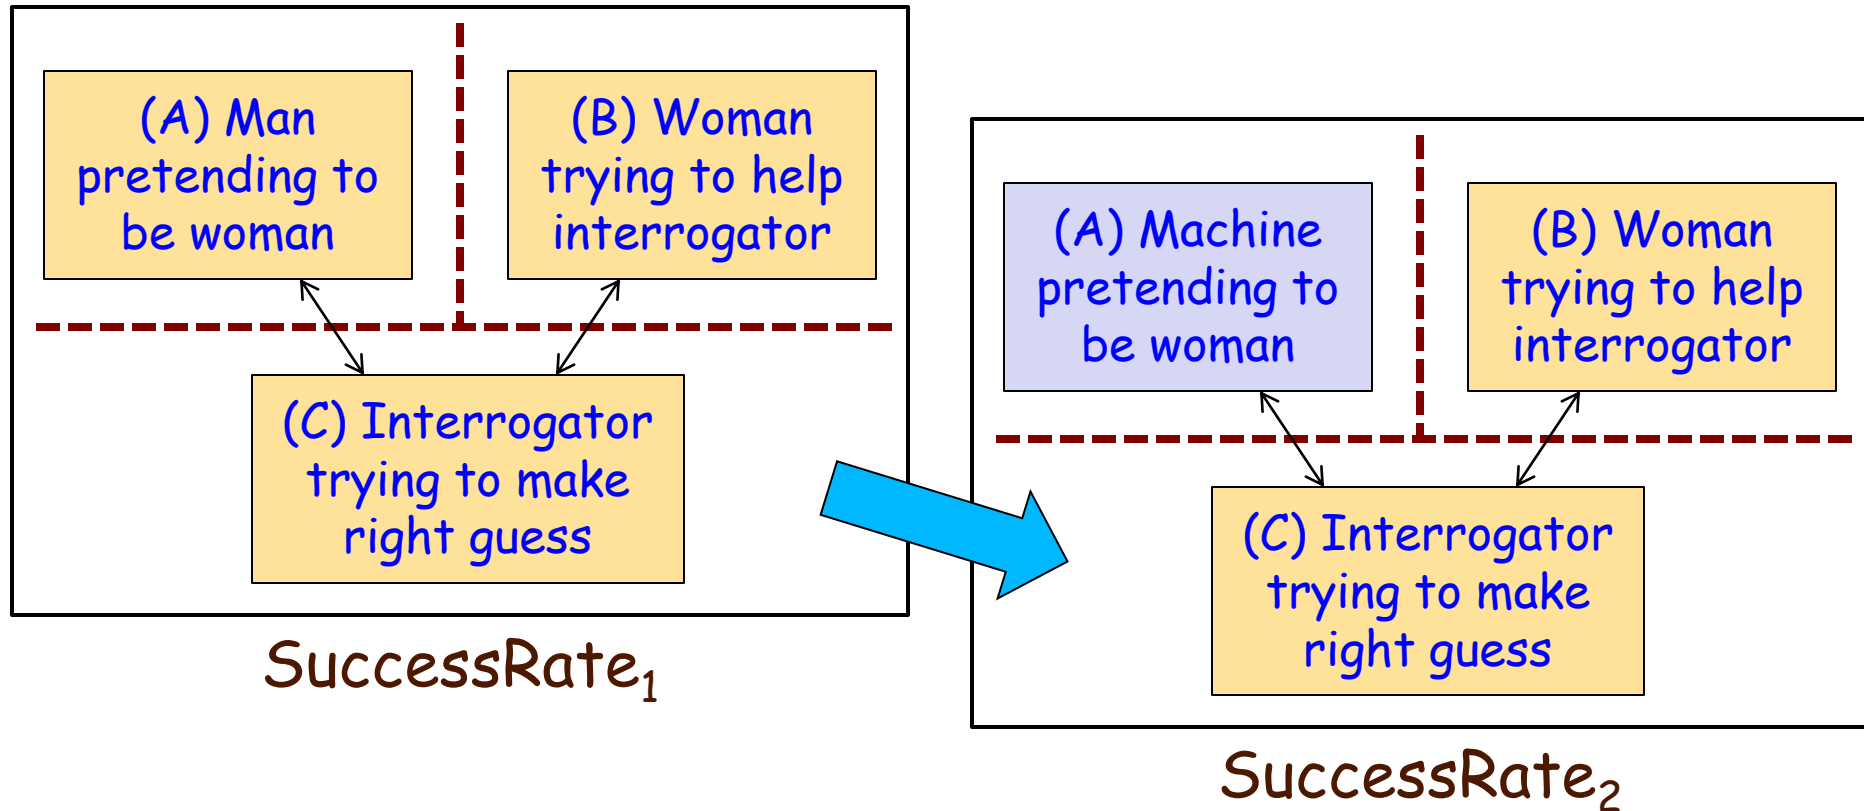 (A) Man
pretending to
be woman
(B) Woman
trying to help
interrogator
(C) Interrogator
trying to make
right guess
SuccessRate₁
(A) Machine
pretending to
be woman
(B) Woman
trying to help
interrogator
(C) Interrogator
trying to make
right guess
SuccessRate₂